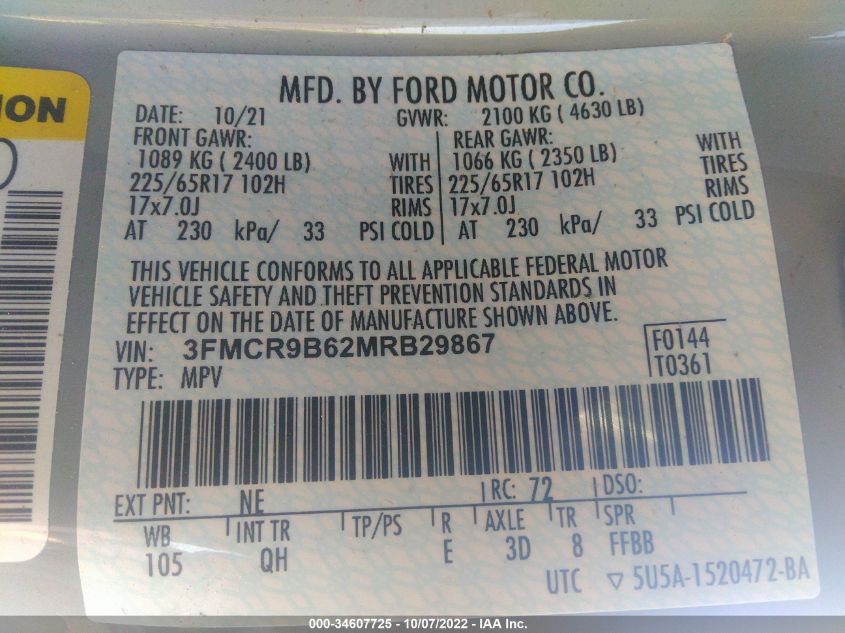 MFD. BY FORD MOTOR CO.
DATE: 10/21 GVWR: 2100 KG ( 4630 LB)
FRONT GAWR: REAR GAWR:
1089 KG ( 2400 LB) WITH 1066 KG ( 2350 LB) WITH
225/65R17 102H TIRES 225/65R17 102H TIRES
17x7.0J RIMS 17x7.0J RIMS
AT 230 kPa/ 33 PSI COLD AT 230 kPa/ 33 PSI COLD
THIS VEHICLE CONFORMS TO ALL APPLICABLE FEDERAL MOTOR
VEHICLE SAFETY AND THEFT PREVENTION STANDARDS IN
EFFECT ON THE DATE OF MANUFACTURE SHOWN ABOVE.
VIN: 3FMCR9B62MRB29867 F0144
TYPE: MPV T0361
EXT PNT: NE RC: 72 DSO:
WB INT TR TP/PS R AXLE TR SPR
105 QH E 3D 8 FFBB
UTC ▽ 5U5A-1520472-BA
000-34607725 - 10/07/2022 - IAA Inc.